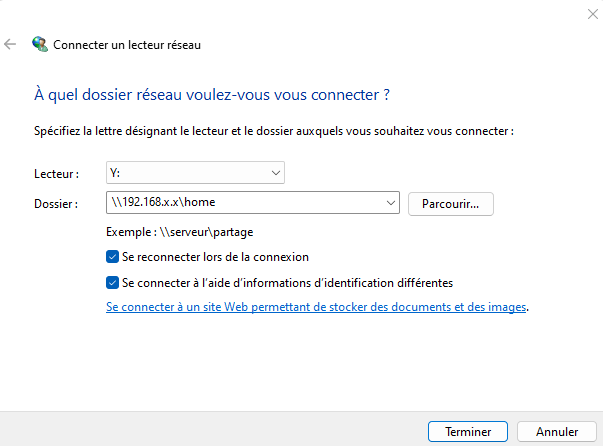 Connecter un lecteur réseau
À quel dossier réseau voulez-vous vous connecter ?
Spécifiez la lettre désignant le lecteur et le dossier auxquels vous souhaitez vous connecter :
Lecteur : Y:
Dossier : \\192.168.x.x\home Parcourir...
Exemple : \\serveur\partage
Se reconnecter lors de la connexion
Se connecter à l'aide d'informations d'identification différentes
Se connecter à un site Web permettant de stocker des documents et des images.
Terminer Annuler